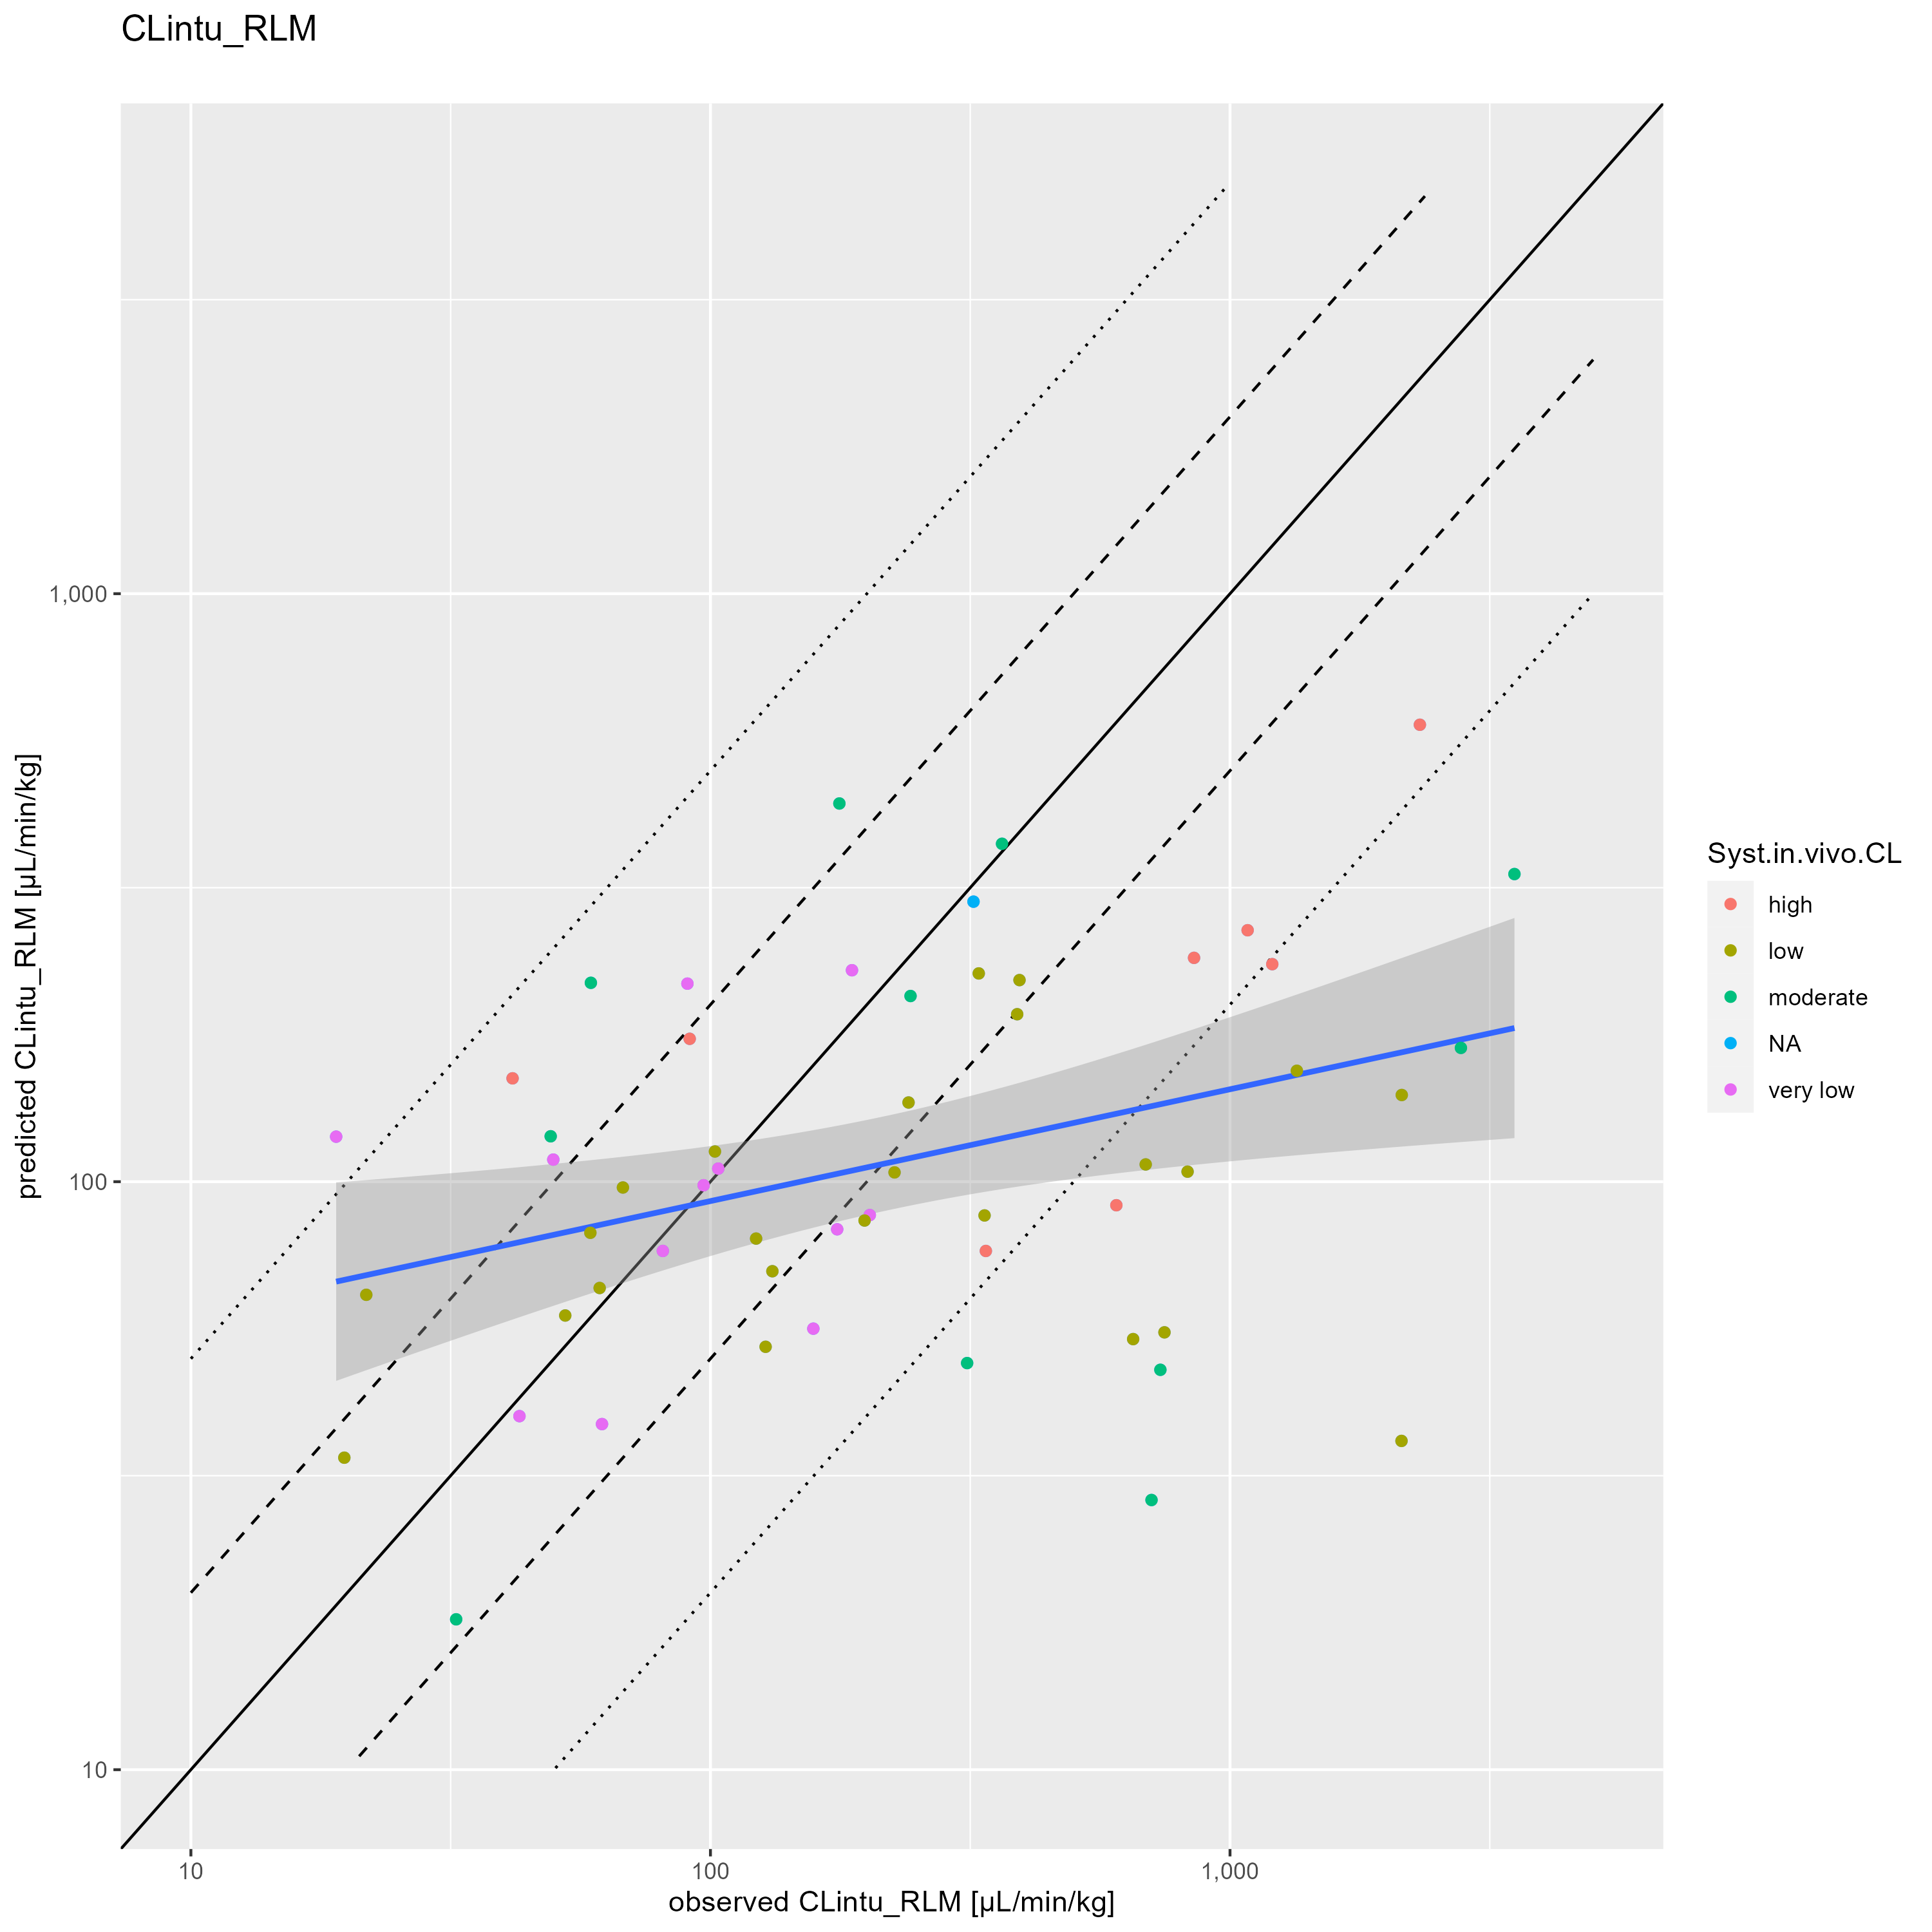 CLintu_RLM
predicted CLintu_RLM [µL/min/kg]
1,000
100
10
10
100
1,000
observed CLintu_RLM [µL/min/kg]
Syst.in.vivo.CL
high
low
moderate
NA
very low